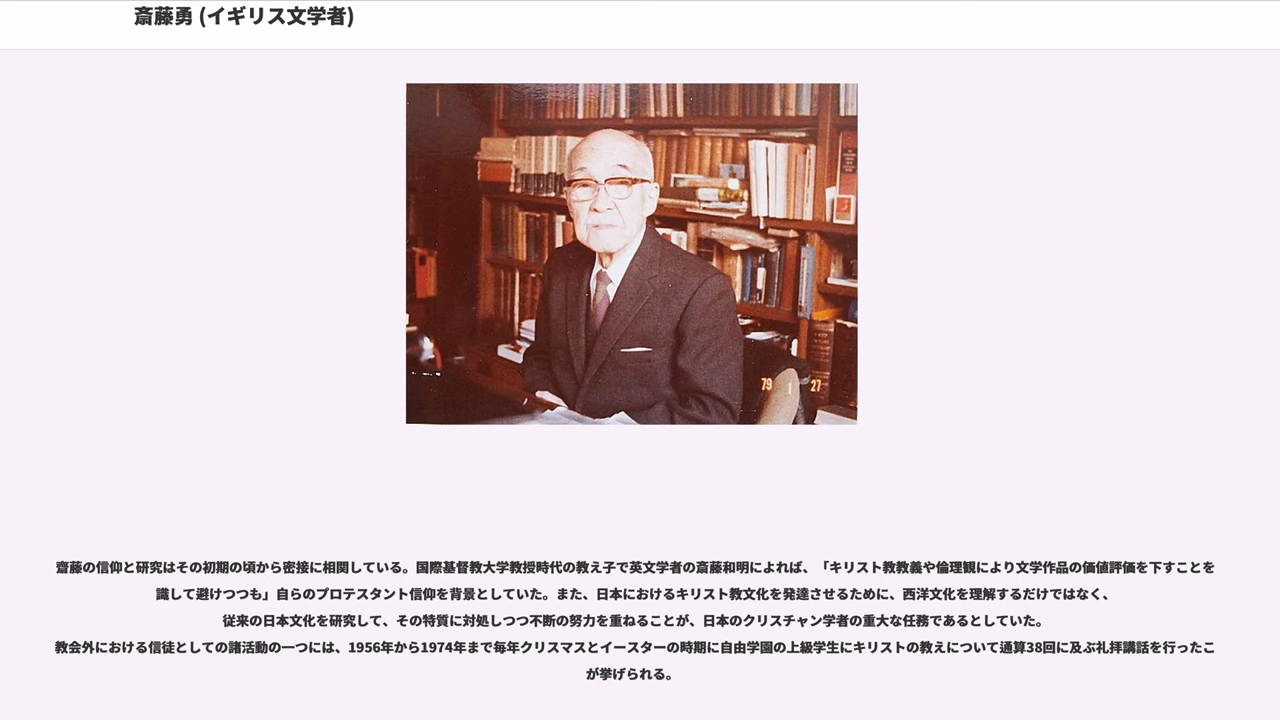 斎藤勇 (イギリス文学者)
79 1 27
齋藤の信仰と研究はその初期の頃から密接に相関している。国際基督教大学教授時代の教え子で英文学者の斎藤和明によれば、「キリスト教教義や倫理観により文学作品の価値評価を下すことを
識して避けつつも」自らのプロテスタント信仰を背景としていた。また、日本におけるキリスト教文化を発達させるために、西洋文化を理解するだけではなく、
従来の日本文化を研究して、その特質に対処しつつ不断の努力を重ねることが、日本のクリスチャン学者の重大な任務であるとしていた。
教会外における信徒としての諸活動の一つには、1956年から1974年まで毎年クリスマスとイースターの時期に自由学園の上級学生にキリストの教えについて通算38回に及ぶ礼拝講話を行ったこ
が挙げられる。